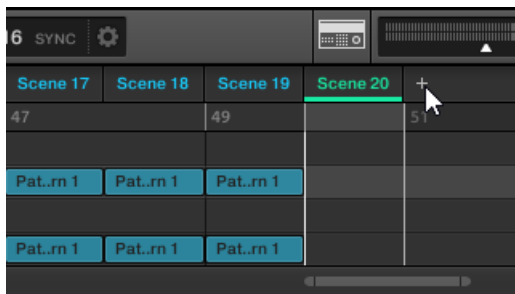 16 SYNC
Scene 17 Scene 18 Scene 19 Scene 20 +
47 49 51
Pat..rn 1 Pat..rn 1 Pat..rn 1
Pat..rn 1 Pat..rn 1 Pat..rn 1